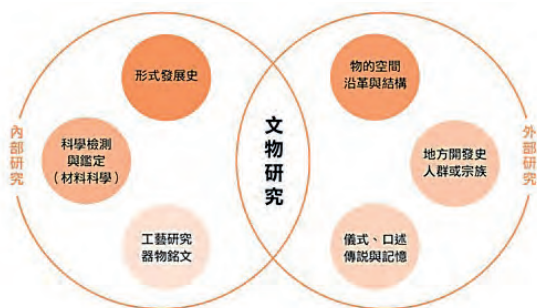 形式發展史
科學檢測
與鑑定
（材料科學）
工藝研究
器物銘文
內部研究
文物研究
物的空間
沿革與結構
地方開發史
人群或宗族
儀式、口述
傳說與記憶
外部研究